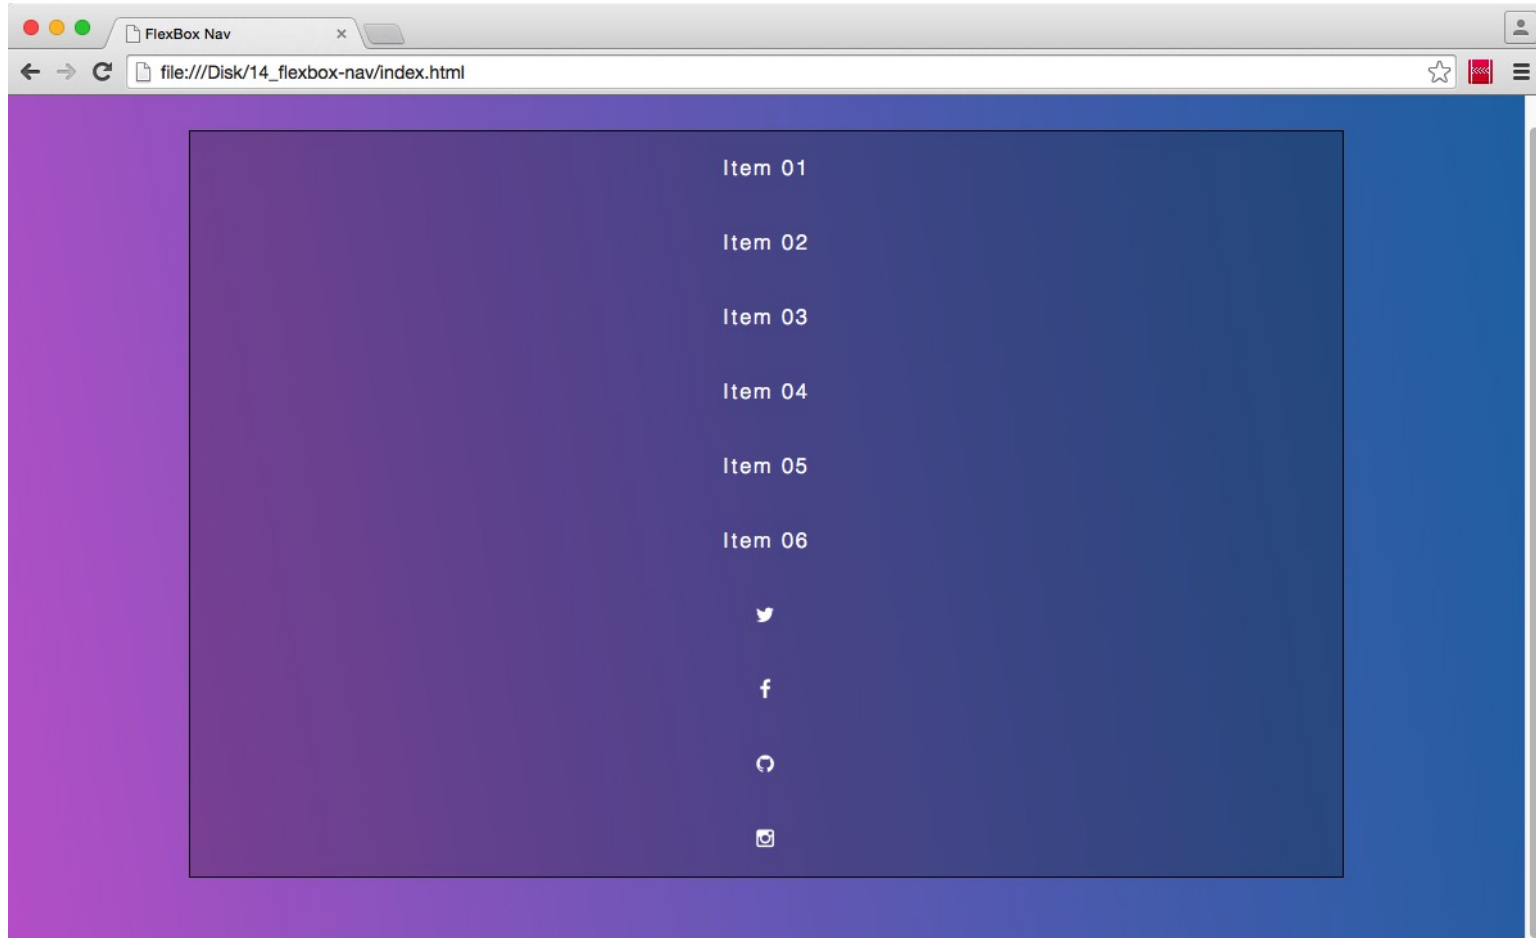 FlexBox Nav
file:///Disk/14_flexbox-nav/index.html
Item 01
Item 02
Item 03
Item 04
Item 05
Item 06